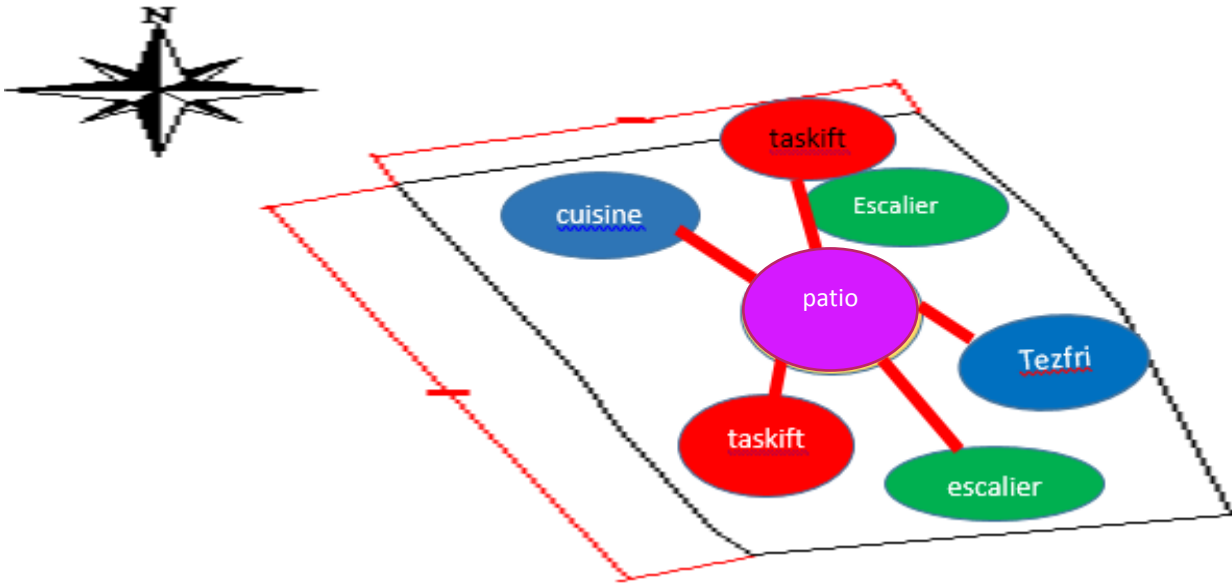 N
taskift
Escalier
cuisine
patio
Tezfri
taskift
escalier